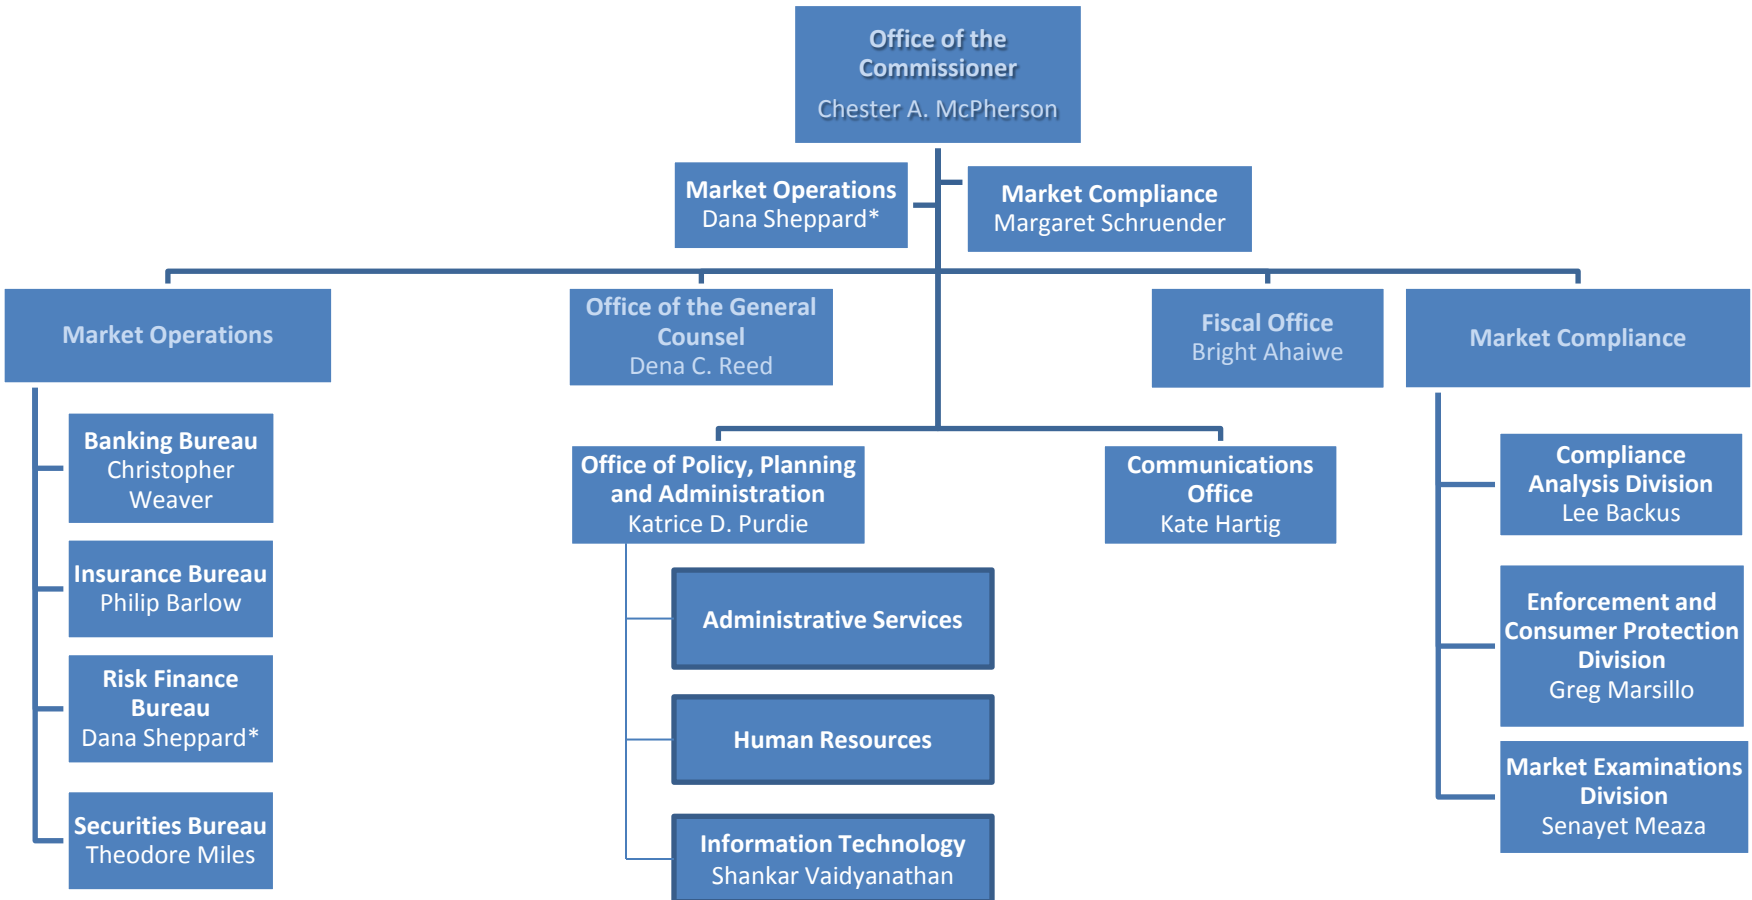 Office of the
Commissioner
Chester A. McPherson
Market Operations
Dana Sheppard*
Market Compliance
Margaret Schruender
Market Operations
Office of the General
Counsel
Dena C. Reed
Fiscal Office
Bright Ahaiwe
Market Compliance
Banking Bureau
Christopher
Weaver
Insurance Bureau
Philip Barlow
Risk Finance
Bureau
Dana Sheppard*
Securities Bureau
Theodore Miles
Office of Policy, Planning
and Administration
Katrice D. Purdie
Administrative Services
Human Resources
Information Technology
Shankar Vaidyanathan
Communications
Office
Kate Hartig
Compliance
Analysis Division
Lee Backus
Enforcement and
Consumer Protection
Division
Greg Marsillo
Market Examinations
Division
Senayet Meaza